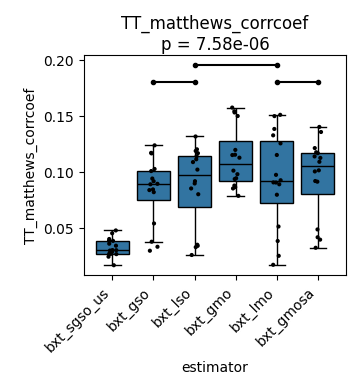 TT_matthews_corrcoef
p = 7.58e-06
0.20
0.15
0.10
0.05
TT_matthews_corrcoef
bxt_sgso_us
bxt_gso
bxt_lso
bxt_gmo
bxt_lmo
bxt_gmosa
estimator